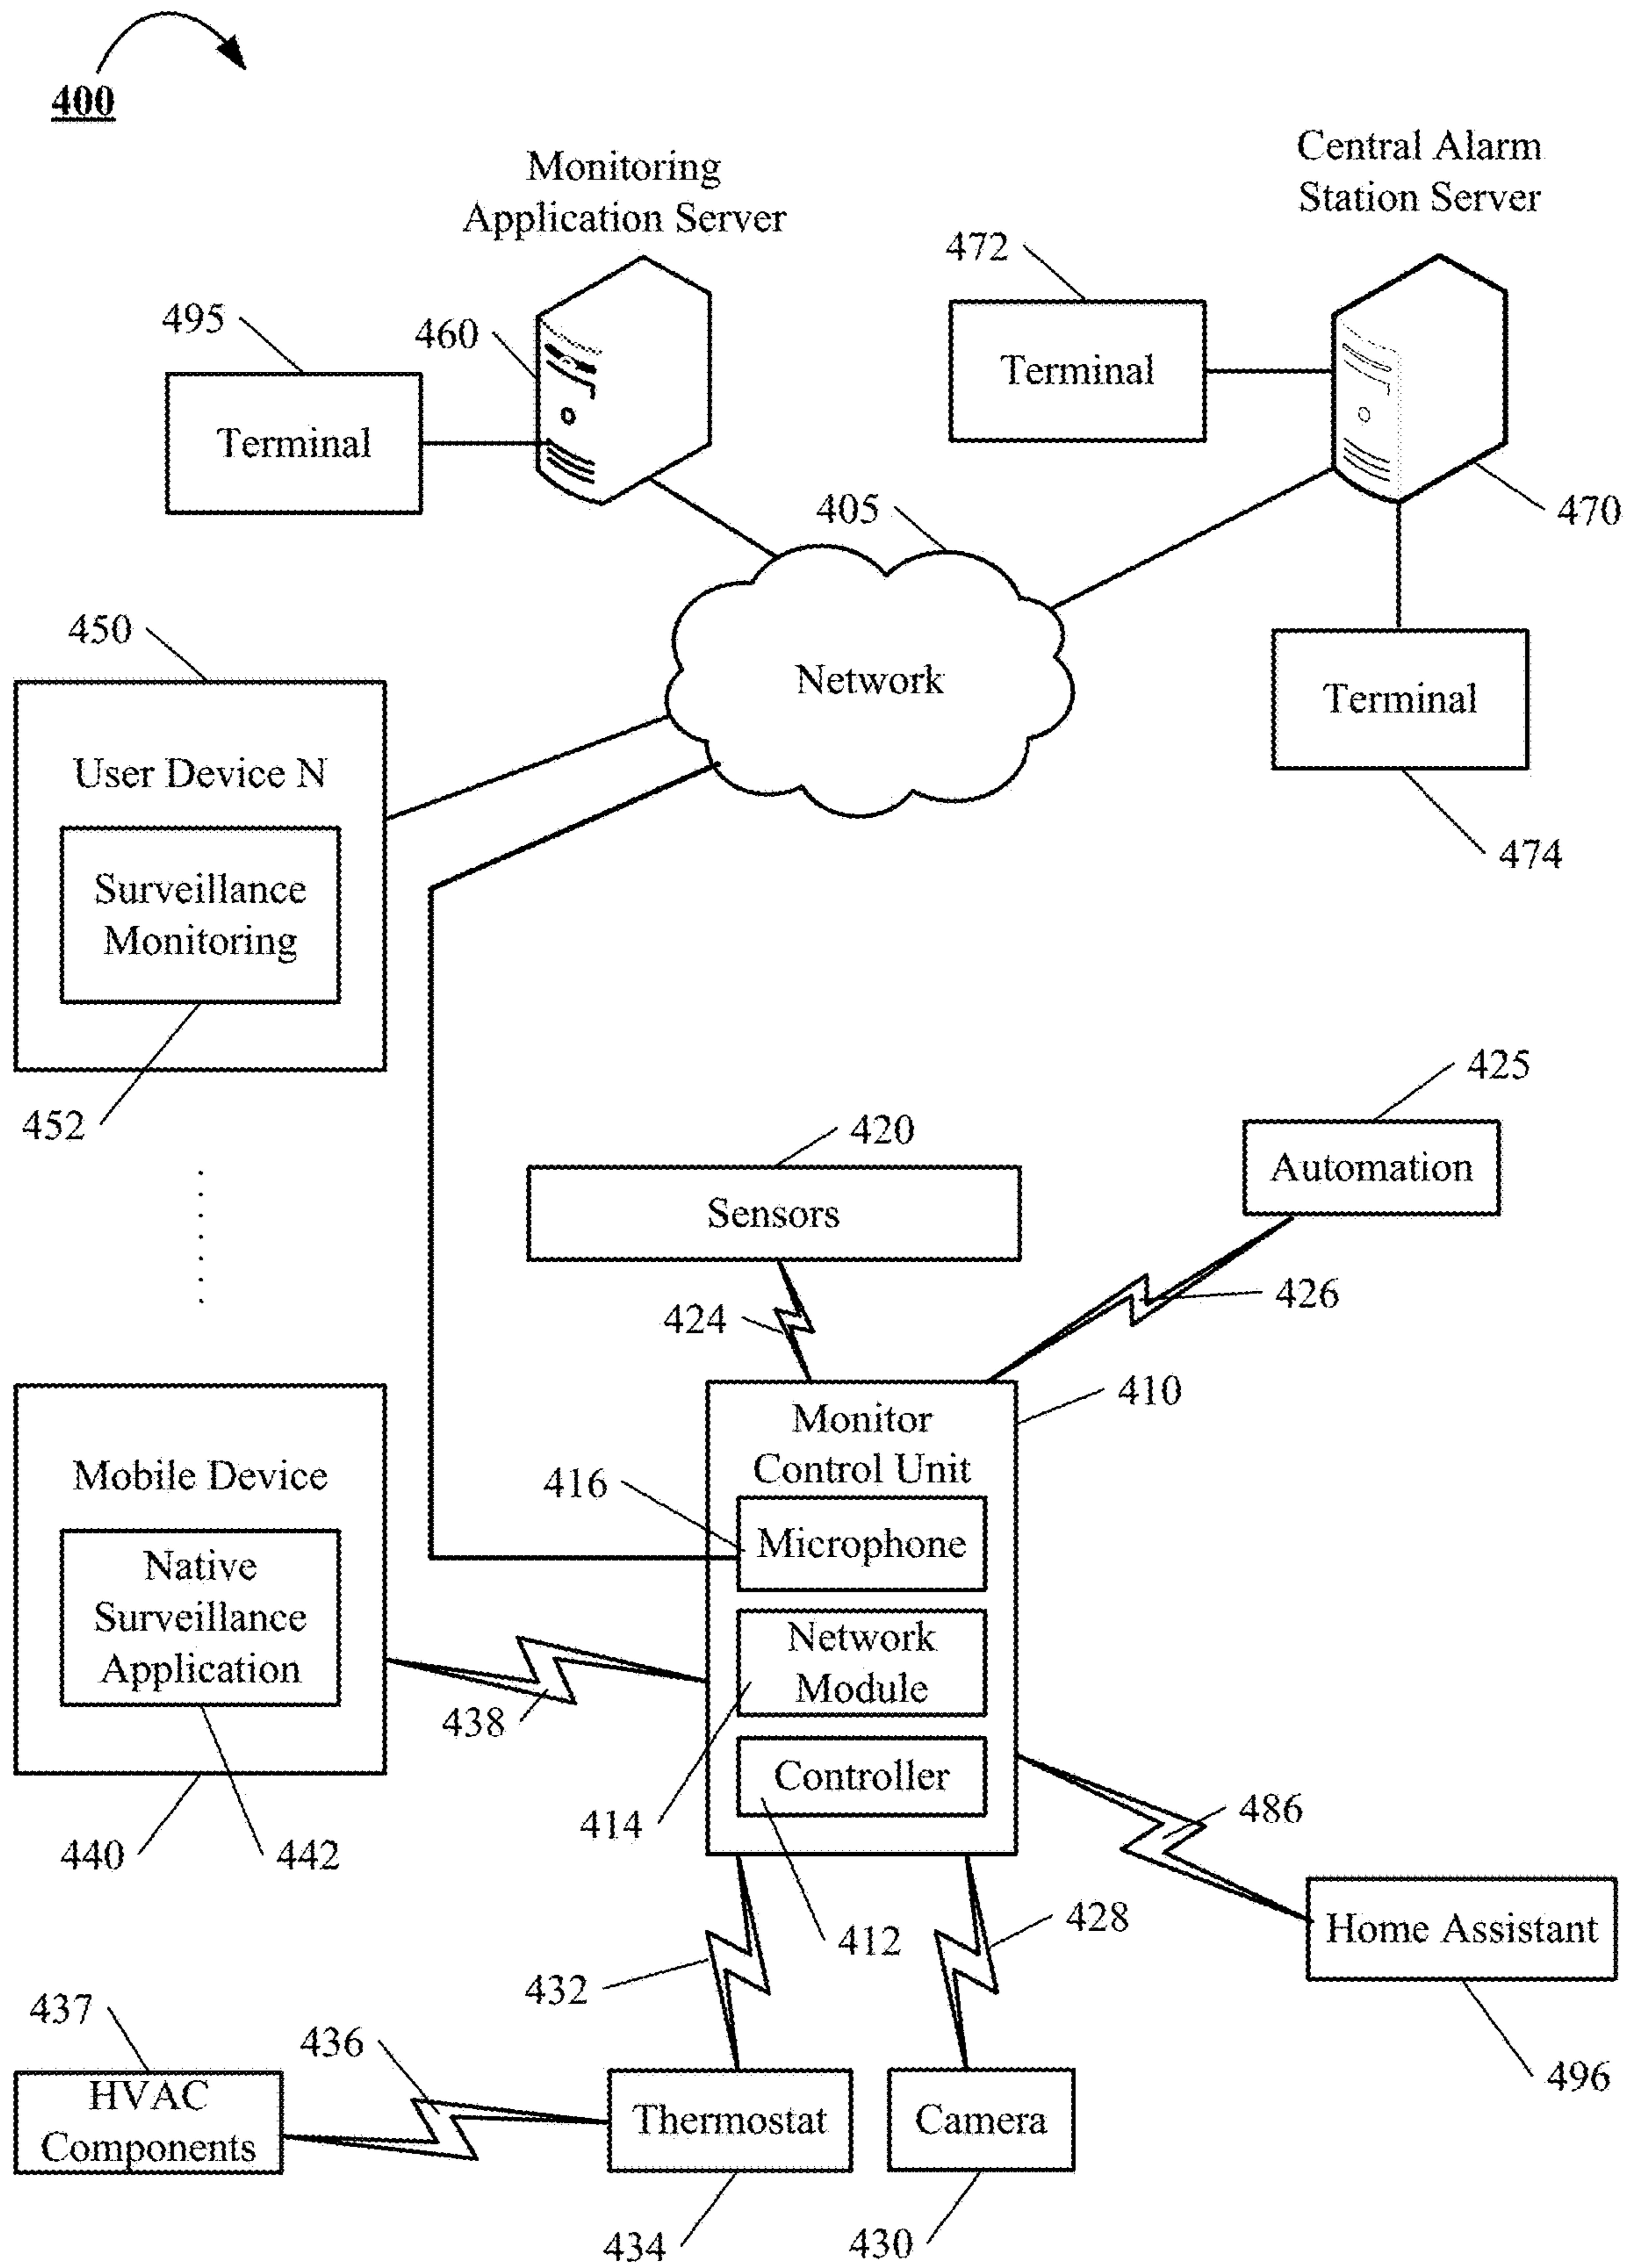 400
Monitoring
Application Server
Central Alarm
Station Server
472
495
460
Terminal
Terminal
405
470
450
Network
Terminal
User Device N
474
Surveillance
Monitoring
452
425
420
Automation
Sensors
424
426
410
Monitor
Control Unit
416
Mobile Device
Microphone
Native
Surveillance
Application
Network
Module
438
Controller
414
486
440
442
412
428
Home Assistant
432
437
436
496
HVAC
Components
Thermostat
Camera
434
430